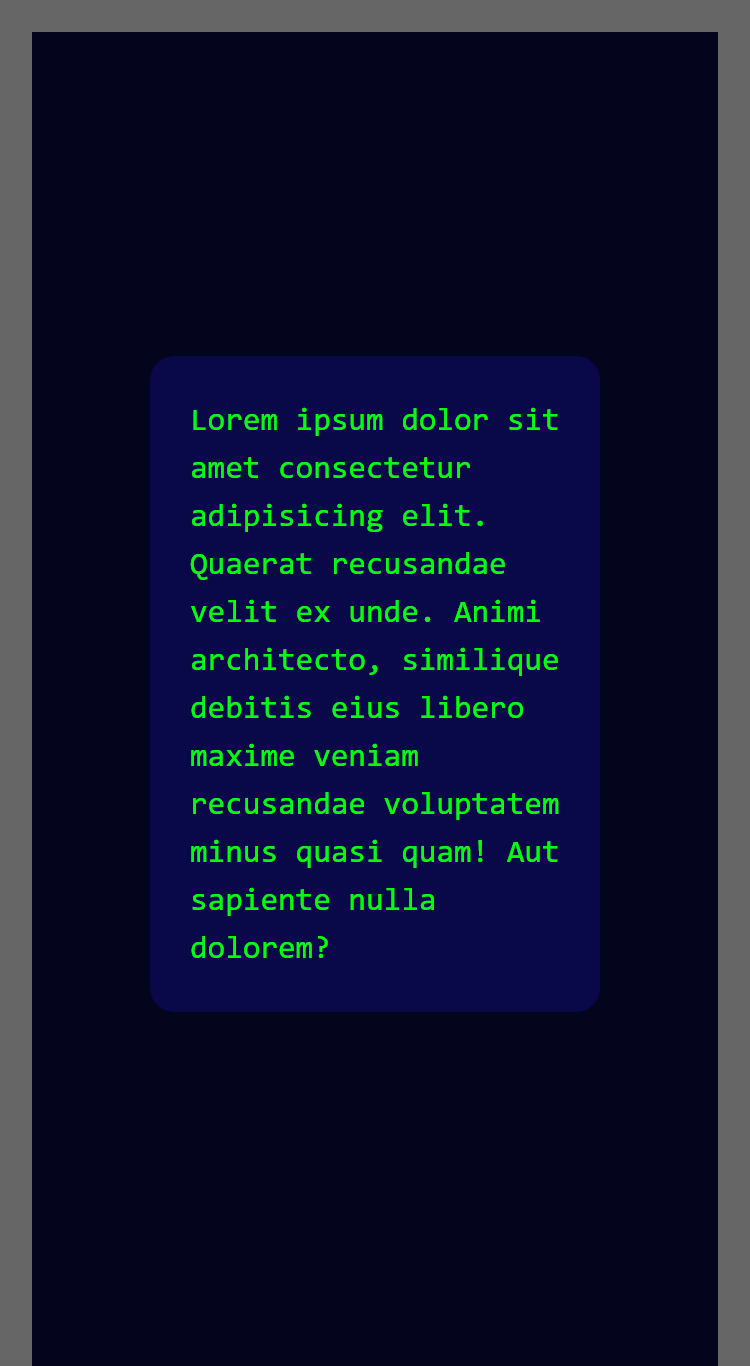 Lorem ipsum dolor sit
amet consectetur
adipisicing elit.
Quaerat recusandae
velit ex unde. Animi
architecto, similique
debitis eius libero
maxime veniam
recusandae voluptatem
minus quasi quam! Aut
sapiente nulla
dolorem?